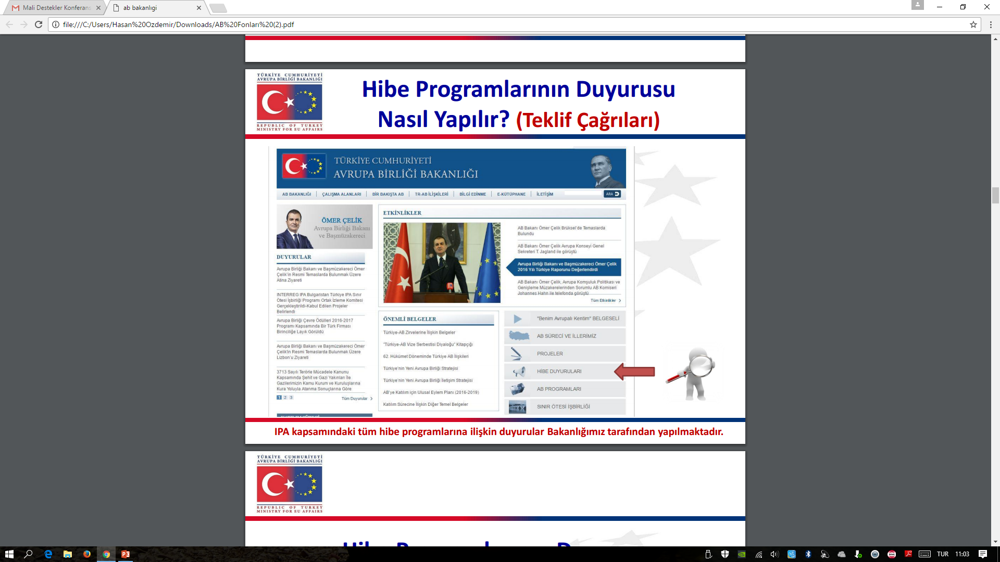 Mali Destekler Konferans
ab bakanlıgi
file:///C:/Users/Hasan%20Ozdemir/Downloads/AB%20Fonları%20(2).pdf
TÜRKİYE CUMHURİYETİ
AVRUPA BİRLİĞİ BAKANLIĞI
REPUBLIC OF TURKEY
MINISTRY FOR EU AFFAIRS
Hibe Programlarının Duyurusu
Nasıl Yapılır? (Teklif Çağrıları)
TÜRKİYE CUMHURİYETİ
AVRUPA BİRLİĞİ BAKANLIĞI
AB BAKANLIĞI
ÇALIŞMA ALANLARI
BİR BAKIŞTA AB
TR-AB İLİŞKİLERİ
BİLGİ EDİNME
E-KÜTÜPHANE
İLETİŞİM
ARA
ÖMER ÇELİK
Avrupa Birliği Bakanı
ve Başmüzakereci
DUYURULAR
Avrupa Birliği Bakanı ve Başmüzakereci Ömer
Çelik'in Resmi Temaslarda Bulunmak Üzere
Atina Ziyareti
INTERREG IPA Bulgaristan Türkiye IPA Sınır
Ötesi İşbirliği Programı Ortak İzleme Komitesi
Gerçekleştirildi-Kabul Edilen Projeler
Belirlendi
Avrupa Birliği Çevre Ödülleri 2016-2017
Programı Kapsamında Bir Türk Firması
Birinciliğe Layık Görüldü
Avrupa Birliği Bakanı ve Başmüzakereci Ömer
Çelik'in Resmi Temaslarda Bulunmak Üzere
Lizbon'u Ziyareti
3713 Sayılı Terörle Mücadele Kanunu
Kapsamında Şehit ve Gazi Yakınları İle
Gazilerimizin Kamu Kurum ve Kuruluşlarına
Kura Yoluyla Atanma Sonuçlarına Göre
1 2 3
Tüm Duyurular
ETKİNLİKLER
AB Bakanı Ömer Çelik Brüksel'de Temaslarda
Bulundu
AB Bakanı Ömer Çelik Avrupa Konseyi Genel
Sekreteri T. Jagland ile görüştü
Avrupa Birliği Bakanı ve Başmüzakereci Ömer Çelik
2016 Yılı Türkiye Raporunu Değerlendirdi
AB Bakanı Ömer Çelik, Avrupa Komşuluk Politikası ve
Genişleme Müzakerelerinden Sorumlu AB Komiseri
Johannes Hahn ile telefonda görüştü
Tüm Etkinlikler
ÖNEMLİ BELGELER
Türkiye-AB Zirvelerine İlişkin Belgeler
"Türkiye-AB Vize Serbestisi Diyaloğu" Kitapçığı
62. Hükümet Döneminde Türkiye AB İlişkileri
Türkiye'nin Yeni Avrupa Birliği Stratejisi
Türkiye'nin Yeni Avrupa Birliği İletişim Stratejisi
AB'ye Katılım için Ulusal Eylem Planı (2016-2019)
Katılım Sürecine İlişkin Diğer Temel Belgeler
"Benim Avrupalı Kentim" BELGESELİ
AB SÜRECİ VE İLLERİMİZ
PROJELER
HİBE DUYURULARI
AB PROGRAMLARI
SINIR ÖTESİ İŞBİRLİĞİ
IPA kapsamındaki tüm hibe programlarına ilişkin duyurular Bakanlığımız tarafından yapılmaktadır.
TÜRKİYE CUMHURİYETİ
AVRUPA BİRLİĞİ BAKANLIĞI
REPUBLIC OF TURKEY
MINISTRY FOR EU AFFAIRS
TUR
11:03